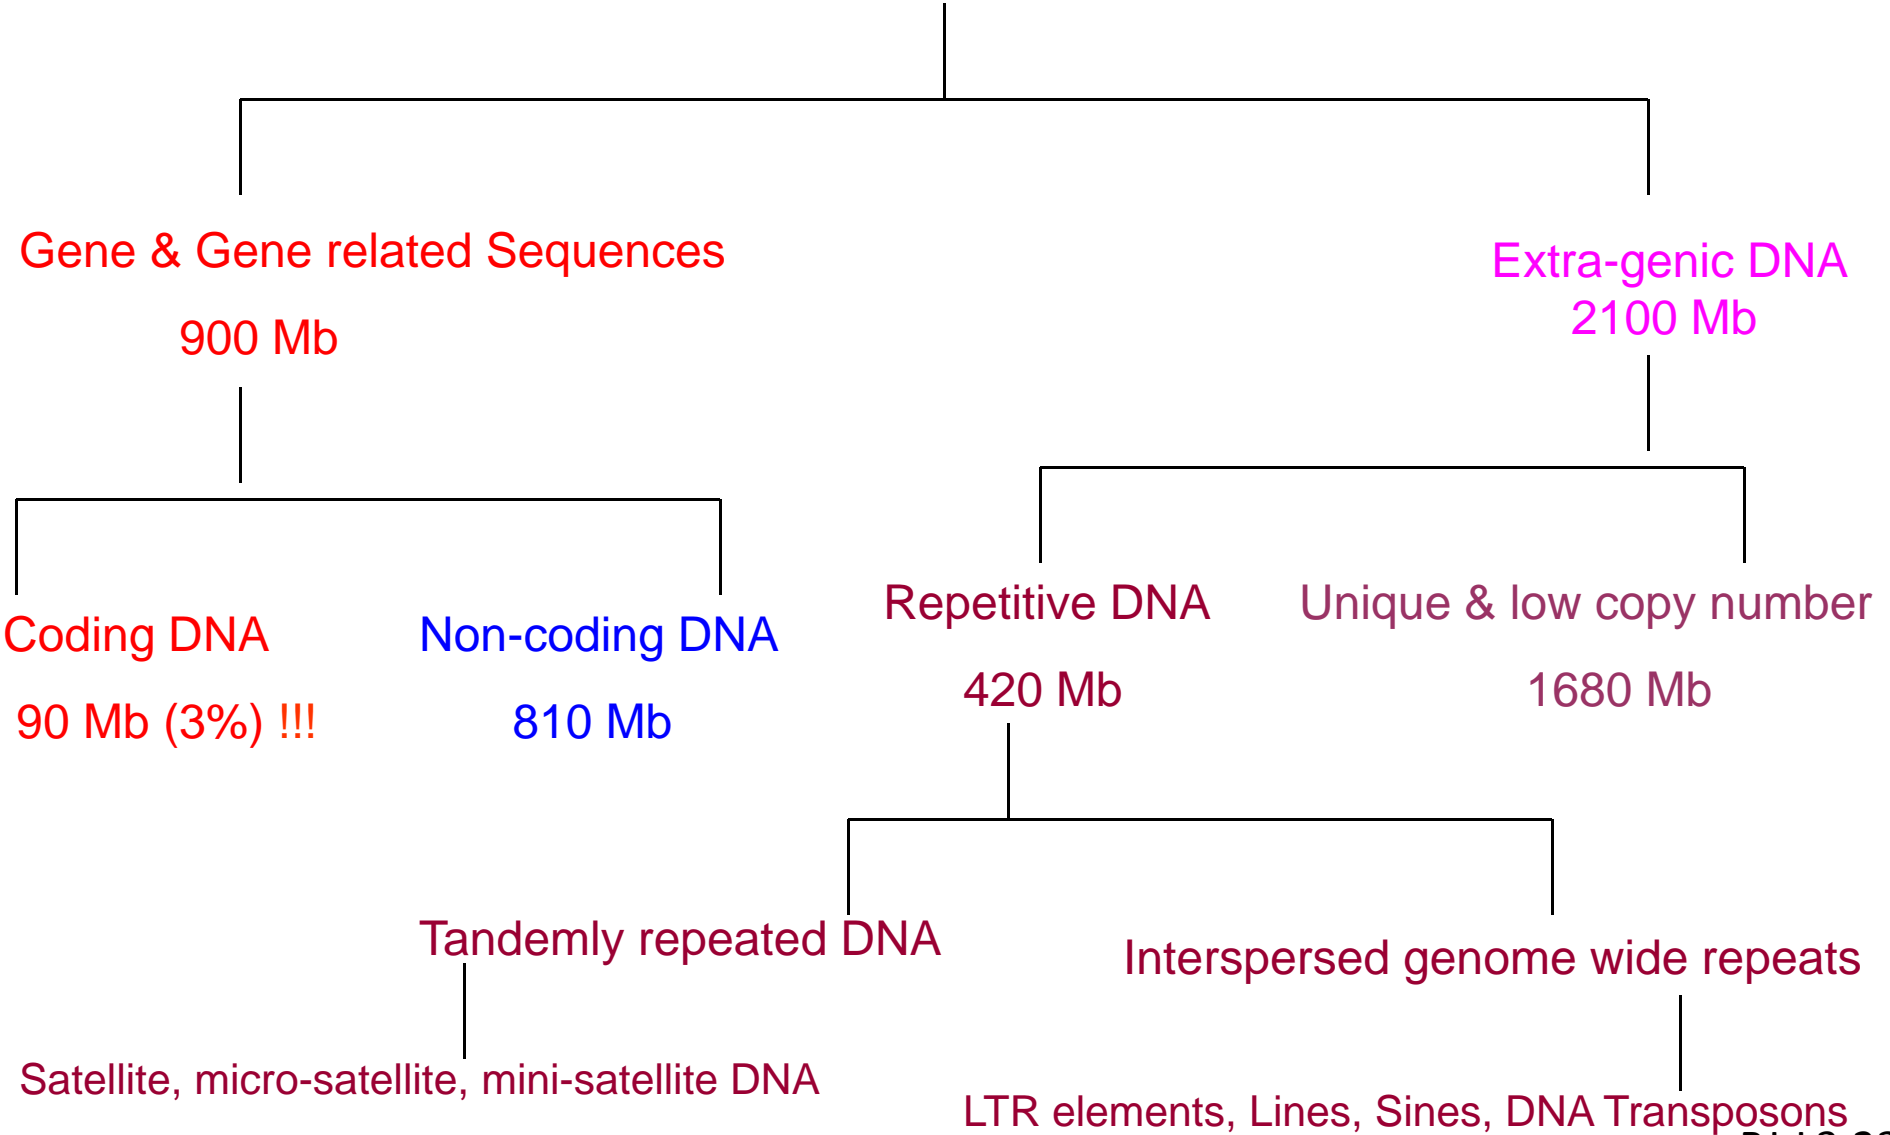 Gene & Gene related Sequences
900 Mb
Extra-genic DNA
2100 Mb
Coding DNA
90 Mb (3%) !!!
Non-coding DNA
810 Mb
Repetitive DNA
420 Mb
Unique & low copy number
1680 Mb
Tandemly repeated DNA
Interspersed genome wide repeats
Satellite, micro-satellite, mini-satellite DNA
LTR elements, Lines, Sines, DNA Transposons